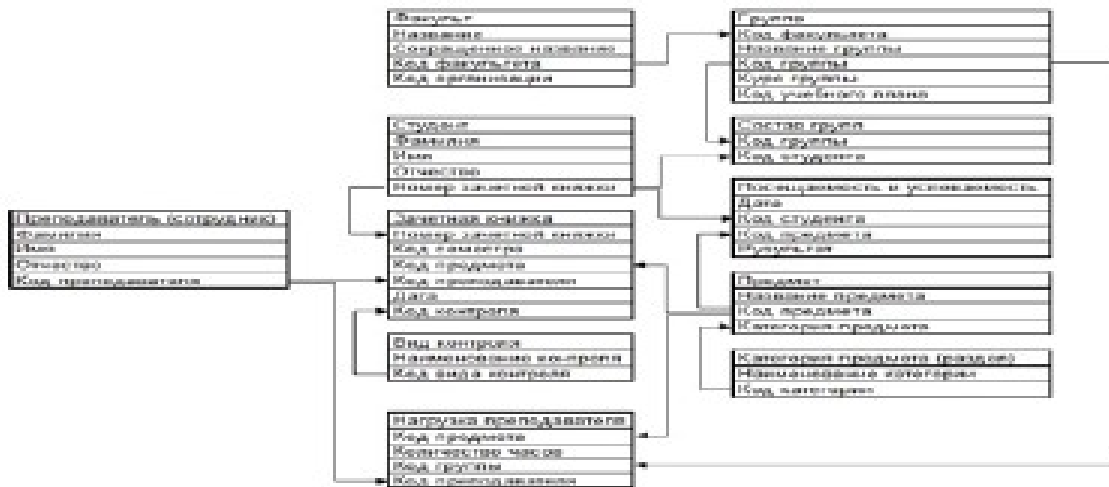 Факультет
Название
Сокращенное название
Код факультета
Код организации
Группа
Код факультета
Название группы
Код группы
Курс группы
Код учебного плана
Студент
Фамилия
Имя
Отчество
Номер зачетной книжки
Состав групп
Код группы
Код студента
Посещаемость и успеваемость
Дата
Код студента
Код предмета
Преподаватель (сотрудник)
Фамилия
Имя
Отчество
Код преподавателя
Зачетная книжка
Номер зачетной книжки
Код семестра
Код предмета
Код преподавателя
Дата
Код контроля
Предмет
Название предмета
Код предмета
Категория предмета
Вид контроля
Наименование контроля
Код вида контроля
Категория предмета (раздел)
Наименование категории
Код категории
Нагрузка преподавателя
Код предмета
Количество часов
Код группы
Код преподавателя